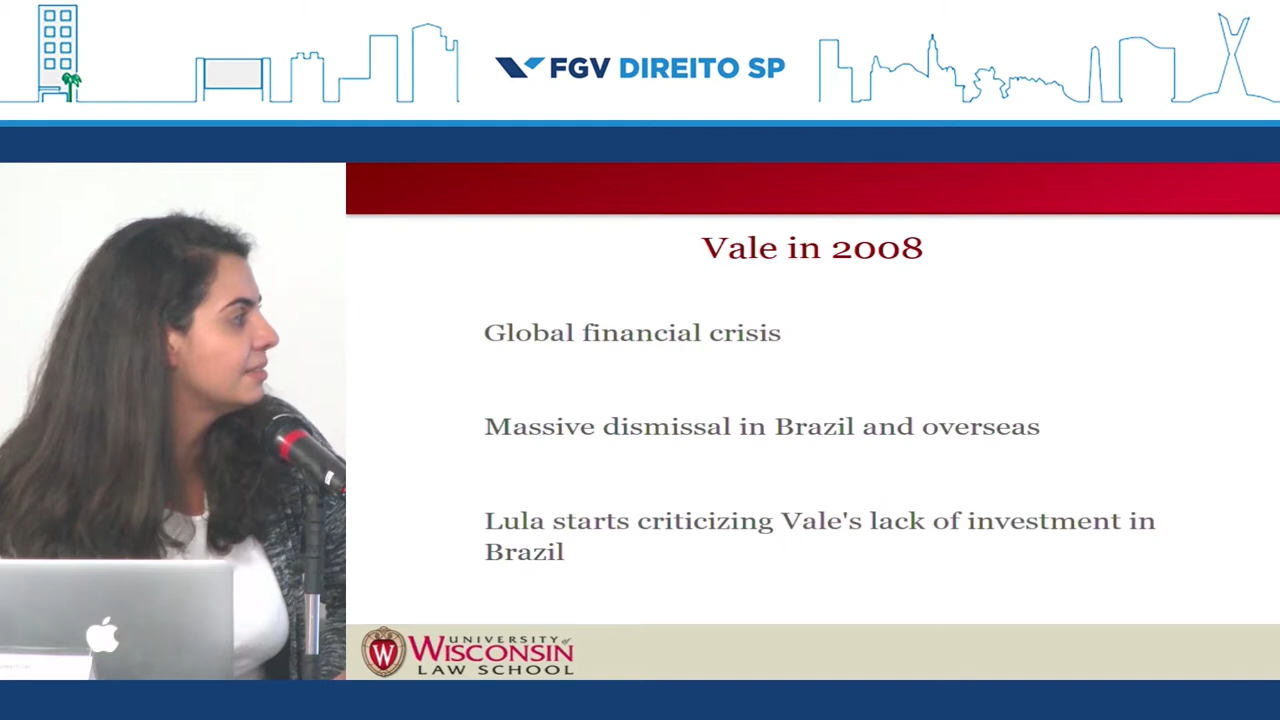 FGV DIREITO SP
Vale in 2008
Global financial crisis
Massive dismissal in Brazil and overseas
Lula starts criticizing Vale's lack of investment in
Brazil
W
UNIVERSITY of
WISCONSIN
LAW SCHOOL